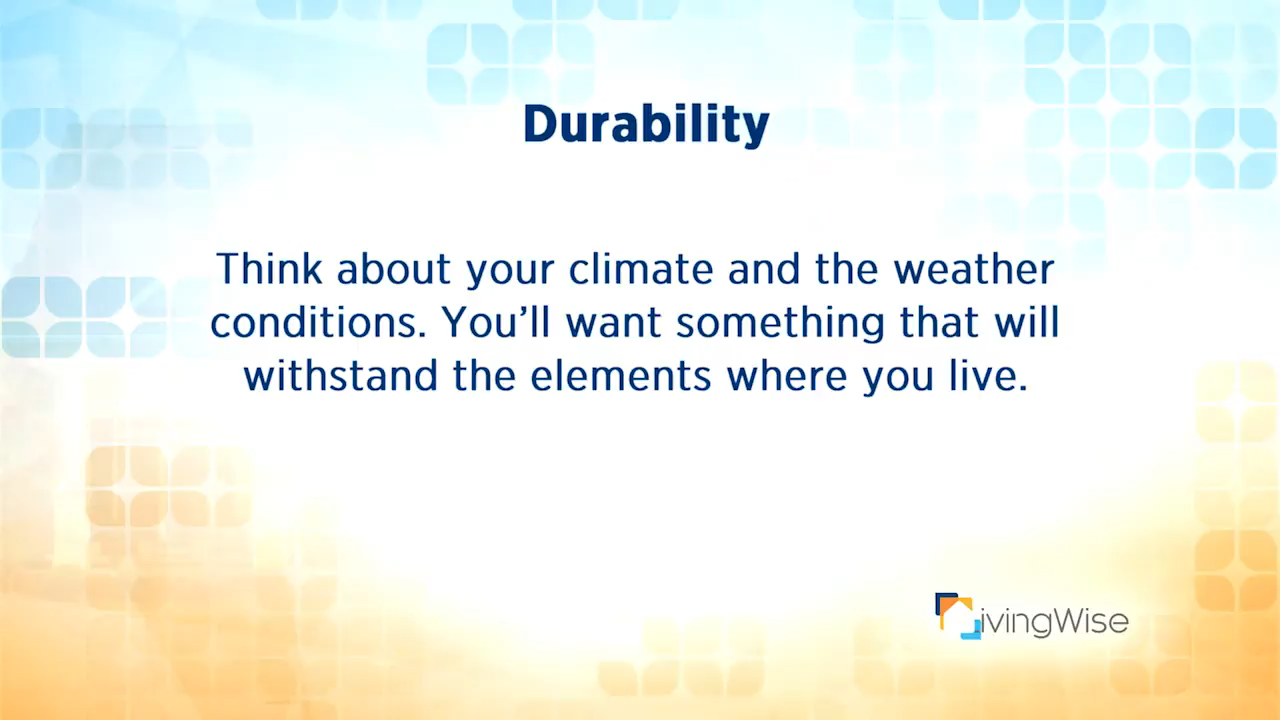 Durability
Think about your climate and the weather
conditions. You’ll want something that will
withstand the elements where you live.
LivingWise